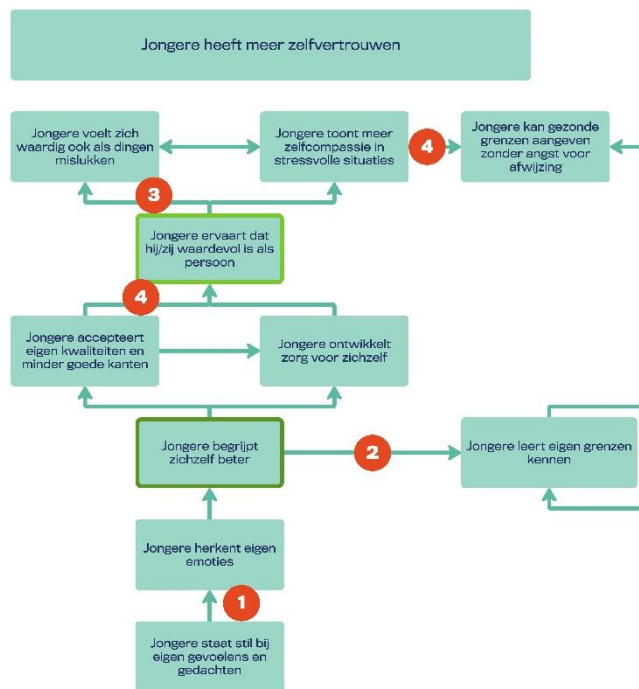 Jongere heeft meer zelfvertrouwen
Jongere voelt zich
waardig ook als dingen
mislukken
Jongere toont meer
zelfcompassie in
stressvolle situaties
4
Jongere kan gezonde
grenzen aangeven
zonder angst voor
afwijzing
3
Jongere ervaart dat
hij/zij waardevol is als
persoon
4
Jongere accepteert
eigen kwaliteiten en
minder goede kanten
Jongere ontwikkelt
zorg voor zichzelf
Jongere begrijpt
zichzelf beter
2
Jongere leert eigen grenzen
kennen
Jongere herkent eigen
emoties
1
Jongere staat stil bij
eigen gevoelens en
gedachten